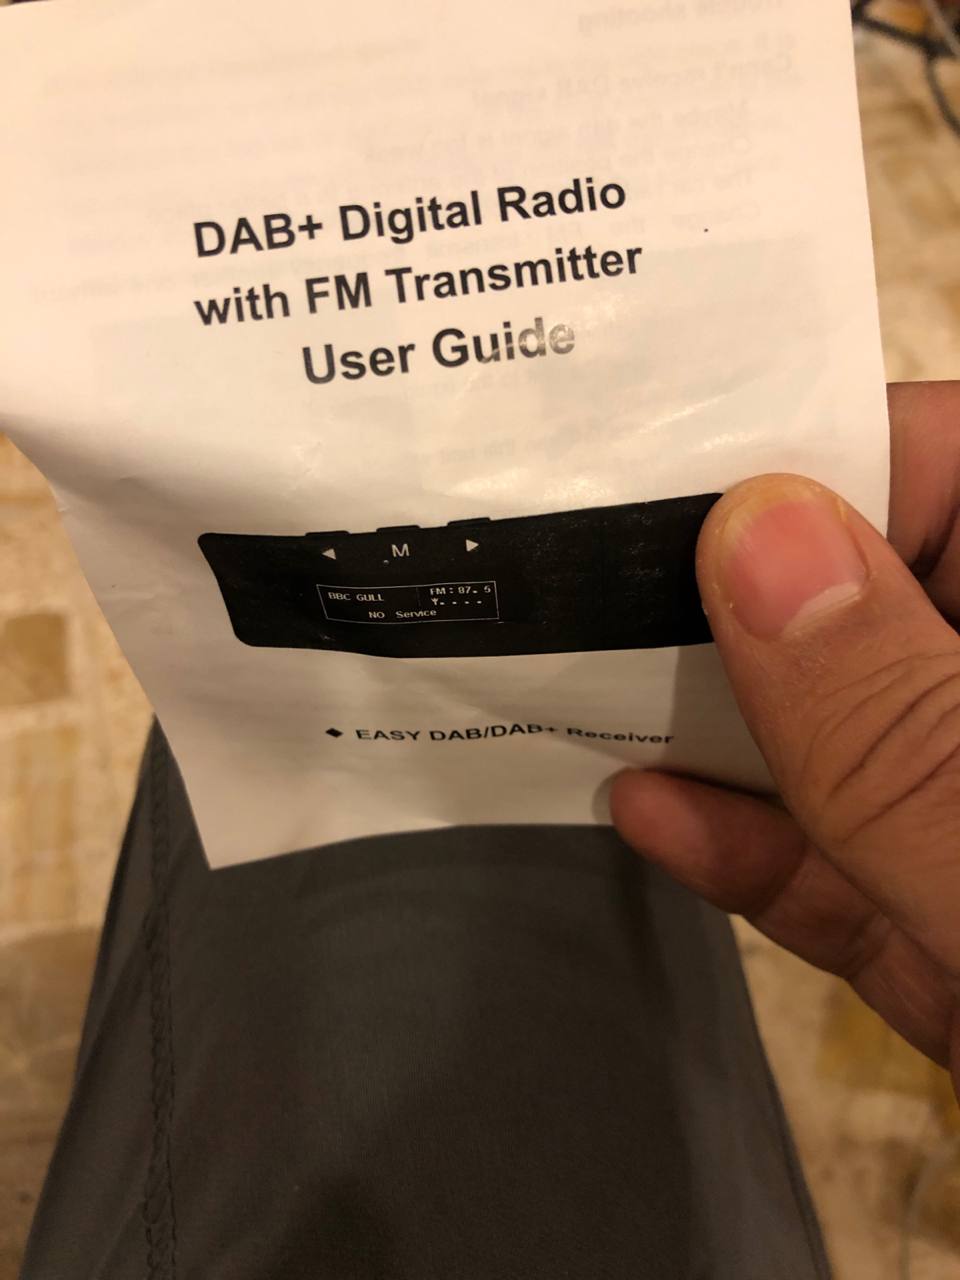 DAB+ Digital Radio
with FM Transmitter
User Guide
◀ M ▶
BBC GULL FM: 87.5
NO Service
◆ EASY DAB/DAB+ Receiver